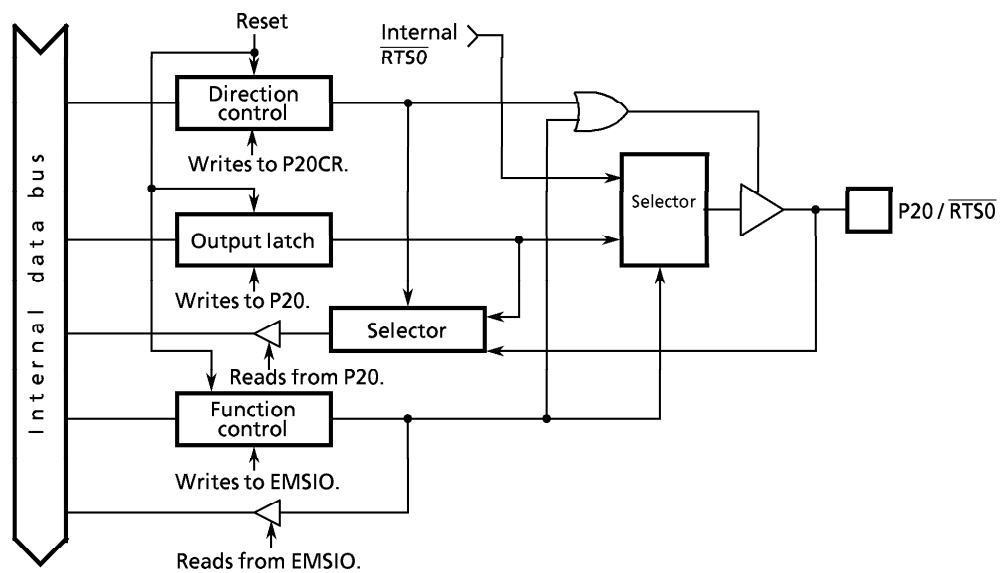 Reset
Internal
RTS0
Direction
control
Writes to P20CR.
Selector
P20 / RTS0
Output latch
Writes to P20.
Selector
Reads from P20.
Function
control
Writes to EMSIO.
Reads from EMSIO.
Internal data bus